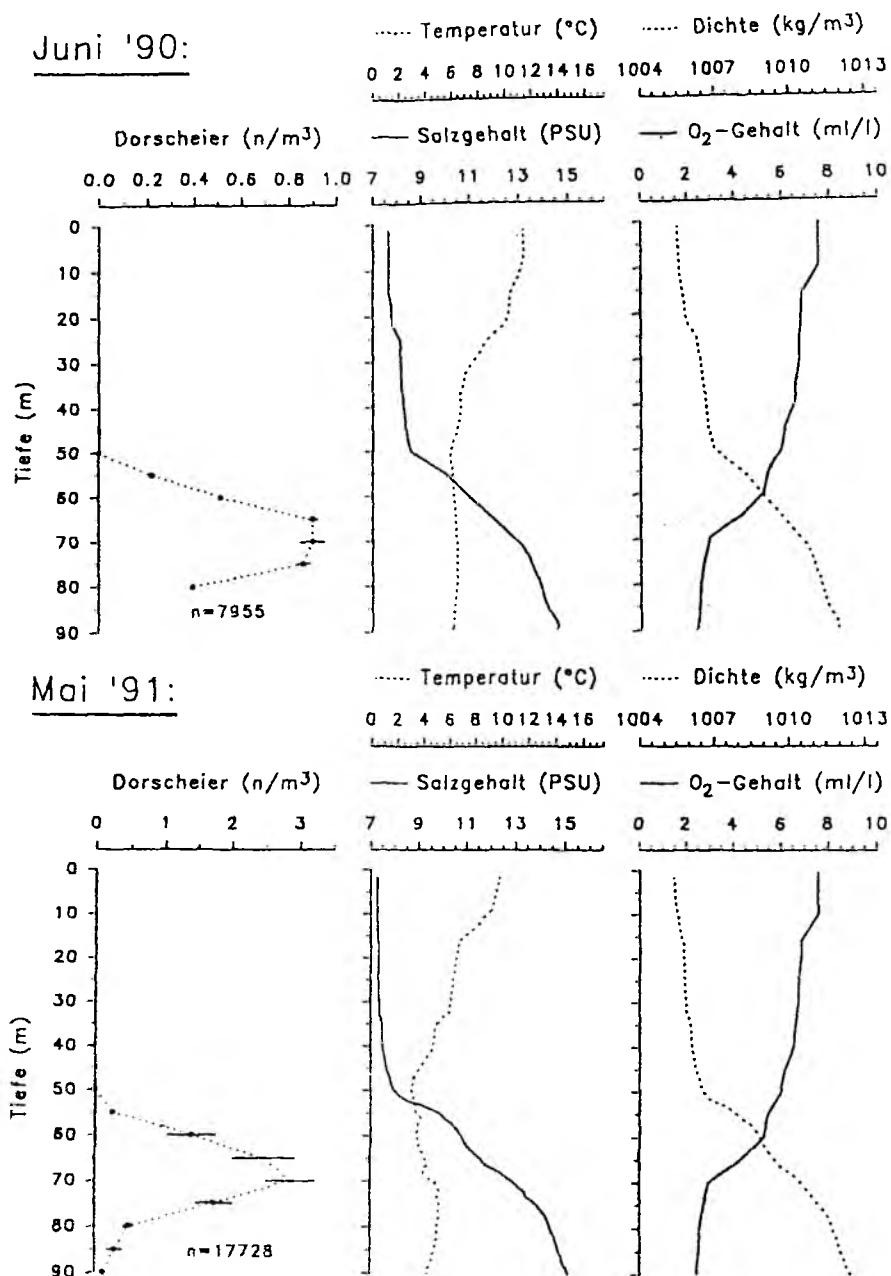 Juni '90:
Temperatur (°C)
Dichte (kg/m³)
0 2 4 6 8 10 12 14 16
1004 1007 1010 1013
Dorscheier (n/m³)
Salzgehalt (PSU)
O₂-Gehalt (ml/l)
0.0 0.2 0.4 0.6 0.8 1.0
7 9 11 13 15
0 2 4 6 8 10
Tiefe (m)
0
10
20
30
40
50
60
70
80
90
n=7955
Mai '91:
Temperatur (°C)
Dichte (kg/m³)
0 2 4 6 8 10 12 14 16
1004 1007 1010 1013
Dorscheier (n/m³)
Salzgehalt (PSU)
O₂-Gehalt (ml/l)
0 1 2 3
7 9 11 13 15
0 2 4 6 8 10
Tiefe (m)
0
10
20
30
40
50
60
70
80
90
n=17728